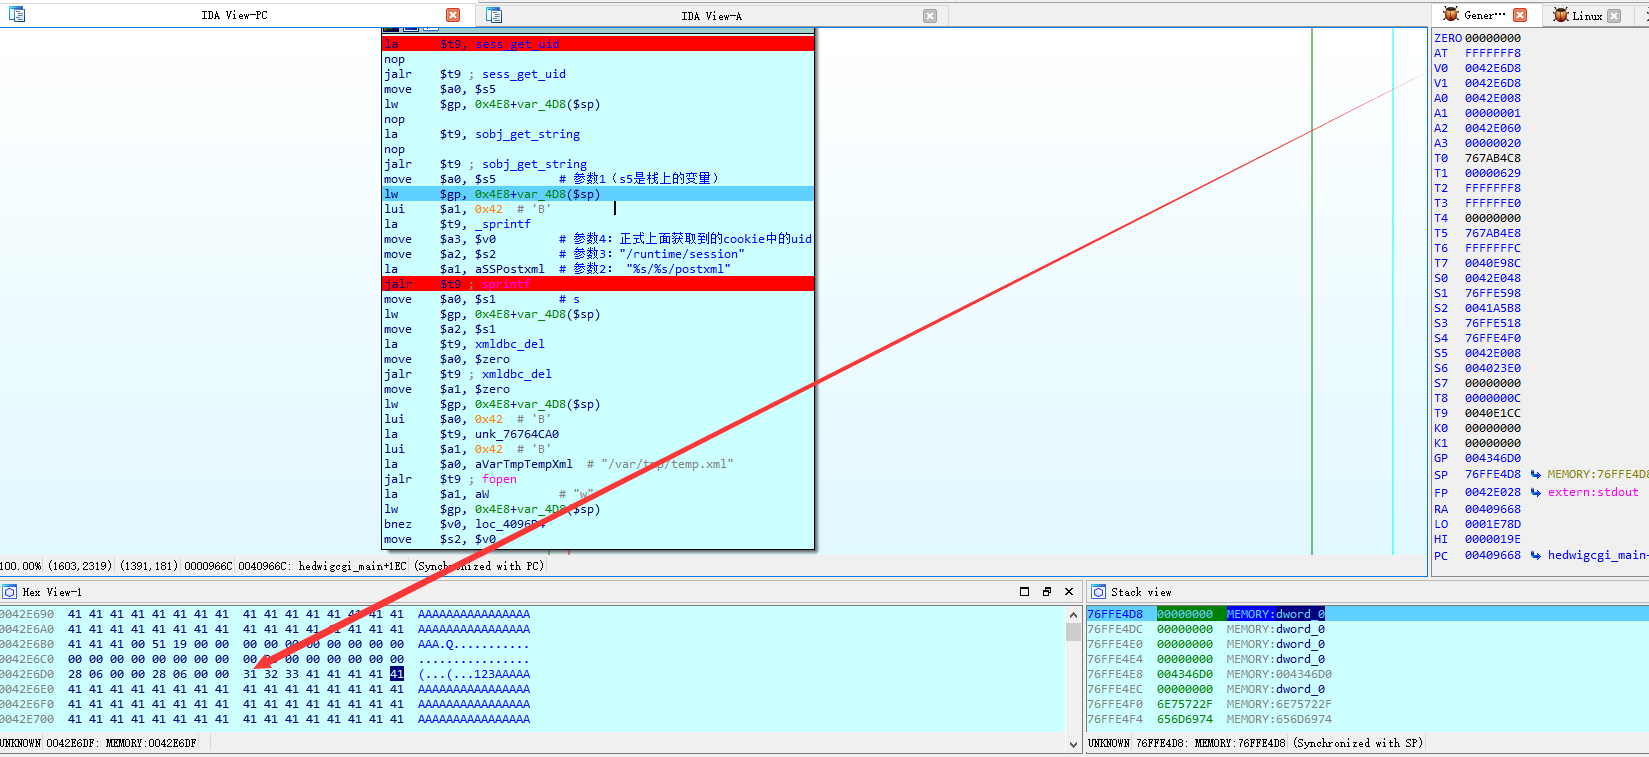 IDA View-PC
IDA View-A
Gener···
Linux
la $t9, sess_get_uid
nop
jalr $t9 ; sess_get_uid
move $a0, $s5
lw $gp, 0x4E8+var_4D8($sp)
nop
la $t9, sobj_get_string
nop
jalr $t9 ; sobj_get_string
move $a0, $s5 # 参数1（s5是栈上的变量）
lw $gp, 0x4E8+var_4D8($sp)
lui $a1, 0x42 # 'B'
la $t9, _sprintf
move $a3, $v0 # 参数4：正式上面获取到的cookie中的uid
move $a2, $s2 # 参数3："/runtime/session"
la $a1, aSSPostxml # 参数2： "%s/%s/postxml"
jalr $t9 ; sprintf
move $a0, $s1 # s
lw $gp, 0x4E8+var_4D8($sp)
move $a2, $s1
la $t9, xmldbc_del
move $a0, $zero
jalr $t9 ; xmldbc_del
move $a1, $zero
lw $gp, 0x4E8+var_4D8($sp)
lui $a0, 0x42 # 'B'
la $t9, unk_76764CA0
lui $a1, 0x42 # 'B'
la $a0, aVarTmpTempXml # "/var/tmp/temp.xml"
jalr $t9 ; fopen
la $a1, aW # "w"
lw $gp, 0x4E8+var_4D8($sp)
bnez $v0, loc_4096B4
move $s2, $v0
100.00% (1603,2319) (1391,181) 0000966C 0040966C: hedwigcgi_main+1EC (Synchronized with PC)
ZERO 00000000
AT FFFFFFF8
V0 0042E6D8
V1 0042E6D8
A0 0042E008
A1 00000001
A2 0042E060
A3 00000020
T0 767AB4C8
T1 00000629
T2 FFFFFFF8
T3 FFFFFFE0
T4 00000000
T5 767AB4E8
T6 FFFFFFFC
T7 0040E98C
S0 0042E048
S1 76FFE598
S2 0041A5B8
S3 76FFE518
S4 76FFE4F0
S5 0042E008
S6 004023E0
S7 00000000
T8 0000000C
T9 0040E1CC
K0 00000000
K1 00000000
GP 004346D0
SP 76FFE4D8 MEMORY:76FFE4D8
FP 0042E028 extern:stdout
RA 00409668
LO 0001E78D
HI 0000019E
PC 00409668 hedwigcgi_main+
Hex View-1
0042E690 41 41 41 41 41 41 41 41 41 41 41 41 41 41 41 41 AAAAAAAAAAAAAAAA
0042E6A0 41 41 41 41 41 41 41 41 41 41 41 41 41 41 41 41 AAAAAAAAAAAAAAAA
0042E6B0 41 41 41 00 51 19 00 00 00 00 00 00 00 00 00 00 AAA.Q...........
0042E6C0 00 00 00 00 00 00 00 00 00 00 00 00 00 00 00 00 ................
0042E6D0 28 06 00 00 28 06 00 00 31 32 33 41 41 41 41 41 (...(...123AAAAA
0042E6E0 41 41 41 41 41 41 41 41 41 41 41 41 41 41 41 41 AAAAAAAAAAAAAAAA
0042E6F0 41 41 41 41 41 41 41 41 41 41 41 41 41 41 41 41 AAAAAAAAAAAAAAAA
0042E700 41 41 41 41 41 41 41 41 41 41 41 41 41 41 41 41 AAAAAAAAAAAAAAAA
UNKNOWN 0042E6DF: MEMORY:0042E6DF
Stack view
76FFE4D8 00000000 MEMORY:dword_0
76FFE4DC 00000000 MEMORY:dword_0
76FFE4E0 00000000 MEMORY:dword_0
76FFE4E4 00000000 MEMORY:dword_0
76FFE4E8 004346D0 MEMORY:004346D0
76FFE4EC 00000000 MEMORY:dword_0
76FFE4F0 6E75722F MEMORY:6E75722F
76FFE4F4 656D6974 MEMORY:656D6974
UNKNOWN 76FFE4D8: MEMORY:76FFE4D8 (Synchronized with SP)